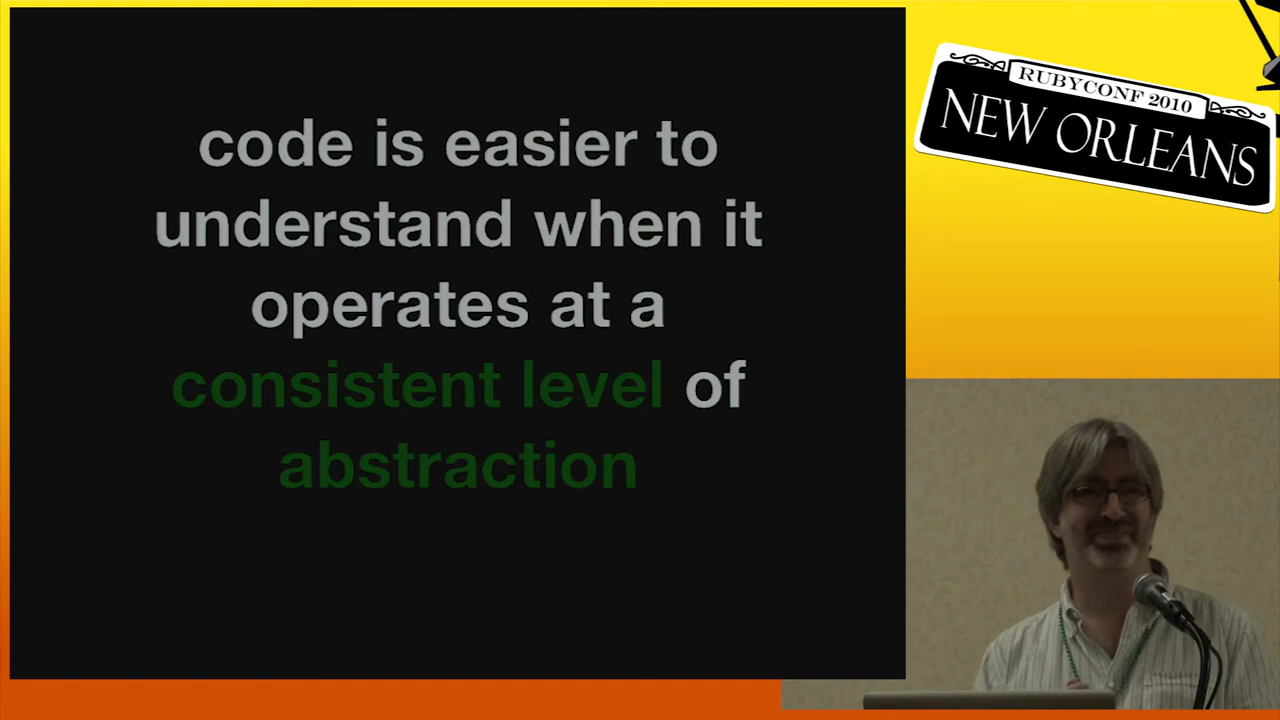 code is easier to
understand when it
operates at a
consistent level of
abstraction
RUBYCONF 2010
NEW ORLEANS